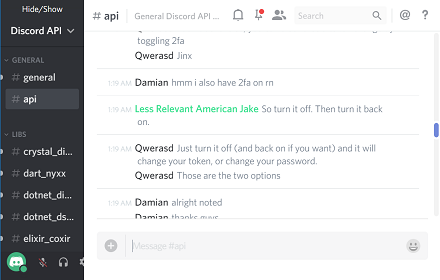 Hide/Show
Discord API
GENERAL
# general
# api
LIBS
# crystal_di...
# dart_nyxx
# dotnet_di...
# dotnet_ds...
# elixir_coxir
# api
General Discord API ...
Search
toggling 2fa
Qwerasd Jinx
1:19 AM Damian hmm i also have 2fa on rn
1:19 AM Less Relevant American Jake So turn it off. Then turn it back
on.
1:19 AM Qwerasd Just turn it off (and back on if you want) and it will
change your token, or change your password.
Qwerasd Those are the two options
1:19 AM Damian alright noted
Damian thanks guys
Message #api